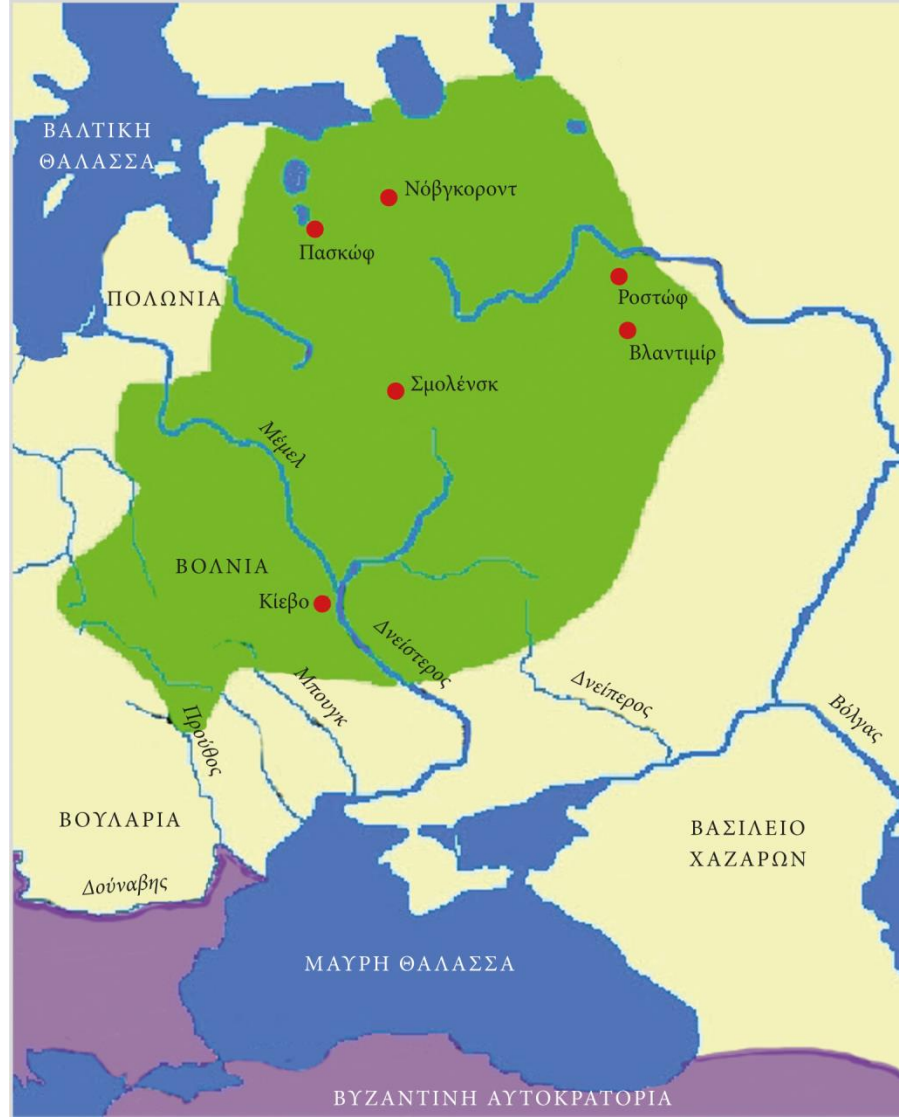 ΒΑΛΤΙΚΗ
ΘΑΛΑΣΣΑ
Νόβγκοροντ
Πασκώφ
ΠΟΛΩΝΙΑ
Ροστώφ
Βλαντιμίρ
Σμολένσκ
Μέμελ
ΒΟΛΝΙΑ
Κίεβο
Δνείστερος
Μπουγκ
Δνείπερος
Βόλγας
Προύθος
ΒΟΥΛΑΡΙΑ
ΒΑΣΙΛΕΙΟ
ΧΑΖΑΡΩΝ
Δούναβης
ΜΑΥΡΗ ΘΑΛΑΣΣΑ
ΒΥΖΑΝΤΙΝΗ ΑΥΤΟΚΡΑΤΟΡΙΑ